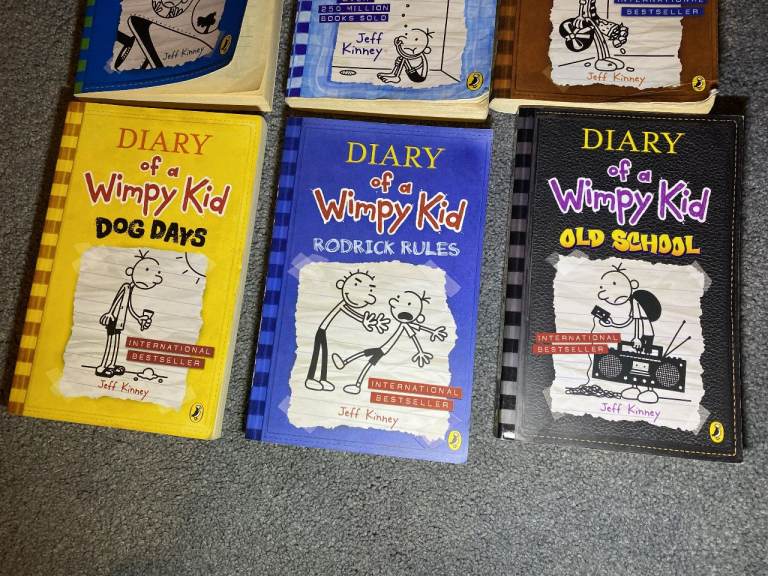 Jeff Kinney
250 MILLION
BOOKS SOLD
Jeff
Kinney
INTERNATIONAL
BESTSELLER
Jeff Kinney
DIARY
of a
Wimpy Kid
DOG DAYS
INTERNATIONAL
BESTSELLER
Jeff Kinney
DIARY
of a
Wimpy Kid
RODRICK RULES
INTERNATIONAL
BESTSELLER
Jeff Kinney
DIARY
of a
Wimpy Kid
OLD SCHOOL
INTERNATIONAL
BESTSELLER
Jeff Kinney